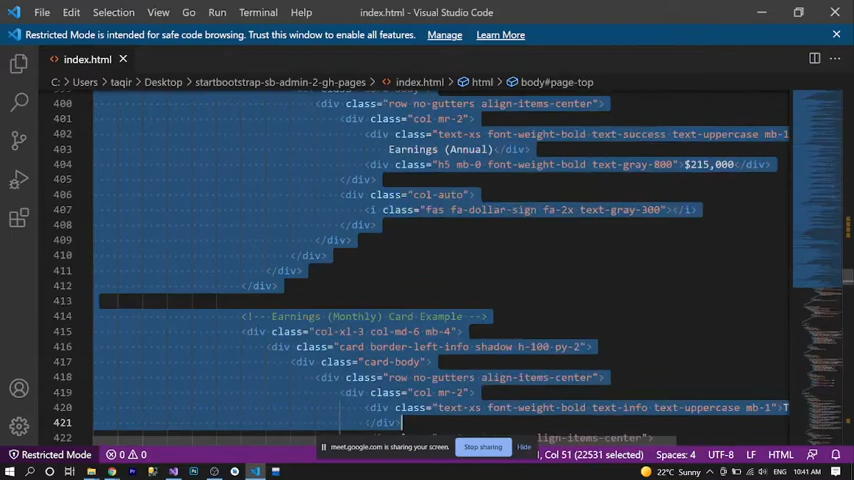 File Edit Selection View Go Run Terminal Help index.html - Visual Studio Code
Restricted Mode is intended for safe code browsing. Trust this window to enable all features. Manage Learn More
index.html
C: > Users > taqir > Desktop > startbootstrap-sb-admin-2-gh-pages > index.html > html > body#page-top
400 <div class="row no-gutters align-items-center">
401 <div class="col mr-2">
402 <div class="text-xs font-weight-bold text-success text-uppercase mb-1
403 Earnings (Annual)</div>
404 <div class="h5 mb-0 font-weight-bold text-gray-800">$215,000</div>
405 </div>
406 <div class="col-auto">
407 <i class="fas fa-dollar-sign fa-2x text-gray-300"></i>
408 </div>
409 </div>
410 </div>
411 </div>
412 </div>
413
414 <!-- Earnings (Monthly) Card Example -->
415 <div class="col-xl-3 col-md-6 mb-4">
416 <div class="card border-left-info shadow h-100 py-2">
417 <div class="card-body">
418 <div class="row no-gutters align-items-center">
419 <div class="col mr-2">
420 <div class="text-xs font-weight-bold text-info text-uppercase mb-1">T
421 </div>
422 align-items-center">
meet.google.com is sharing your screen. Stop sharing Hide
Restricted Mode 0 0 1, Col 51 (22531 selected) Spaces: 4 UTF-8 LF HTML
22°C Sunny ENG 10:41 AM